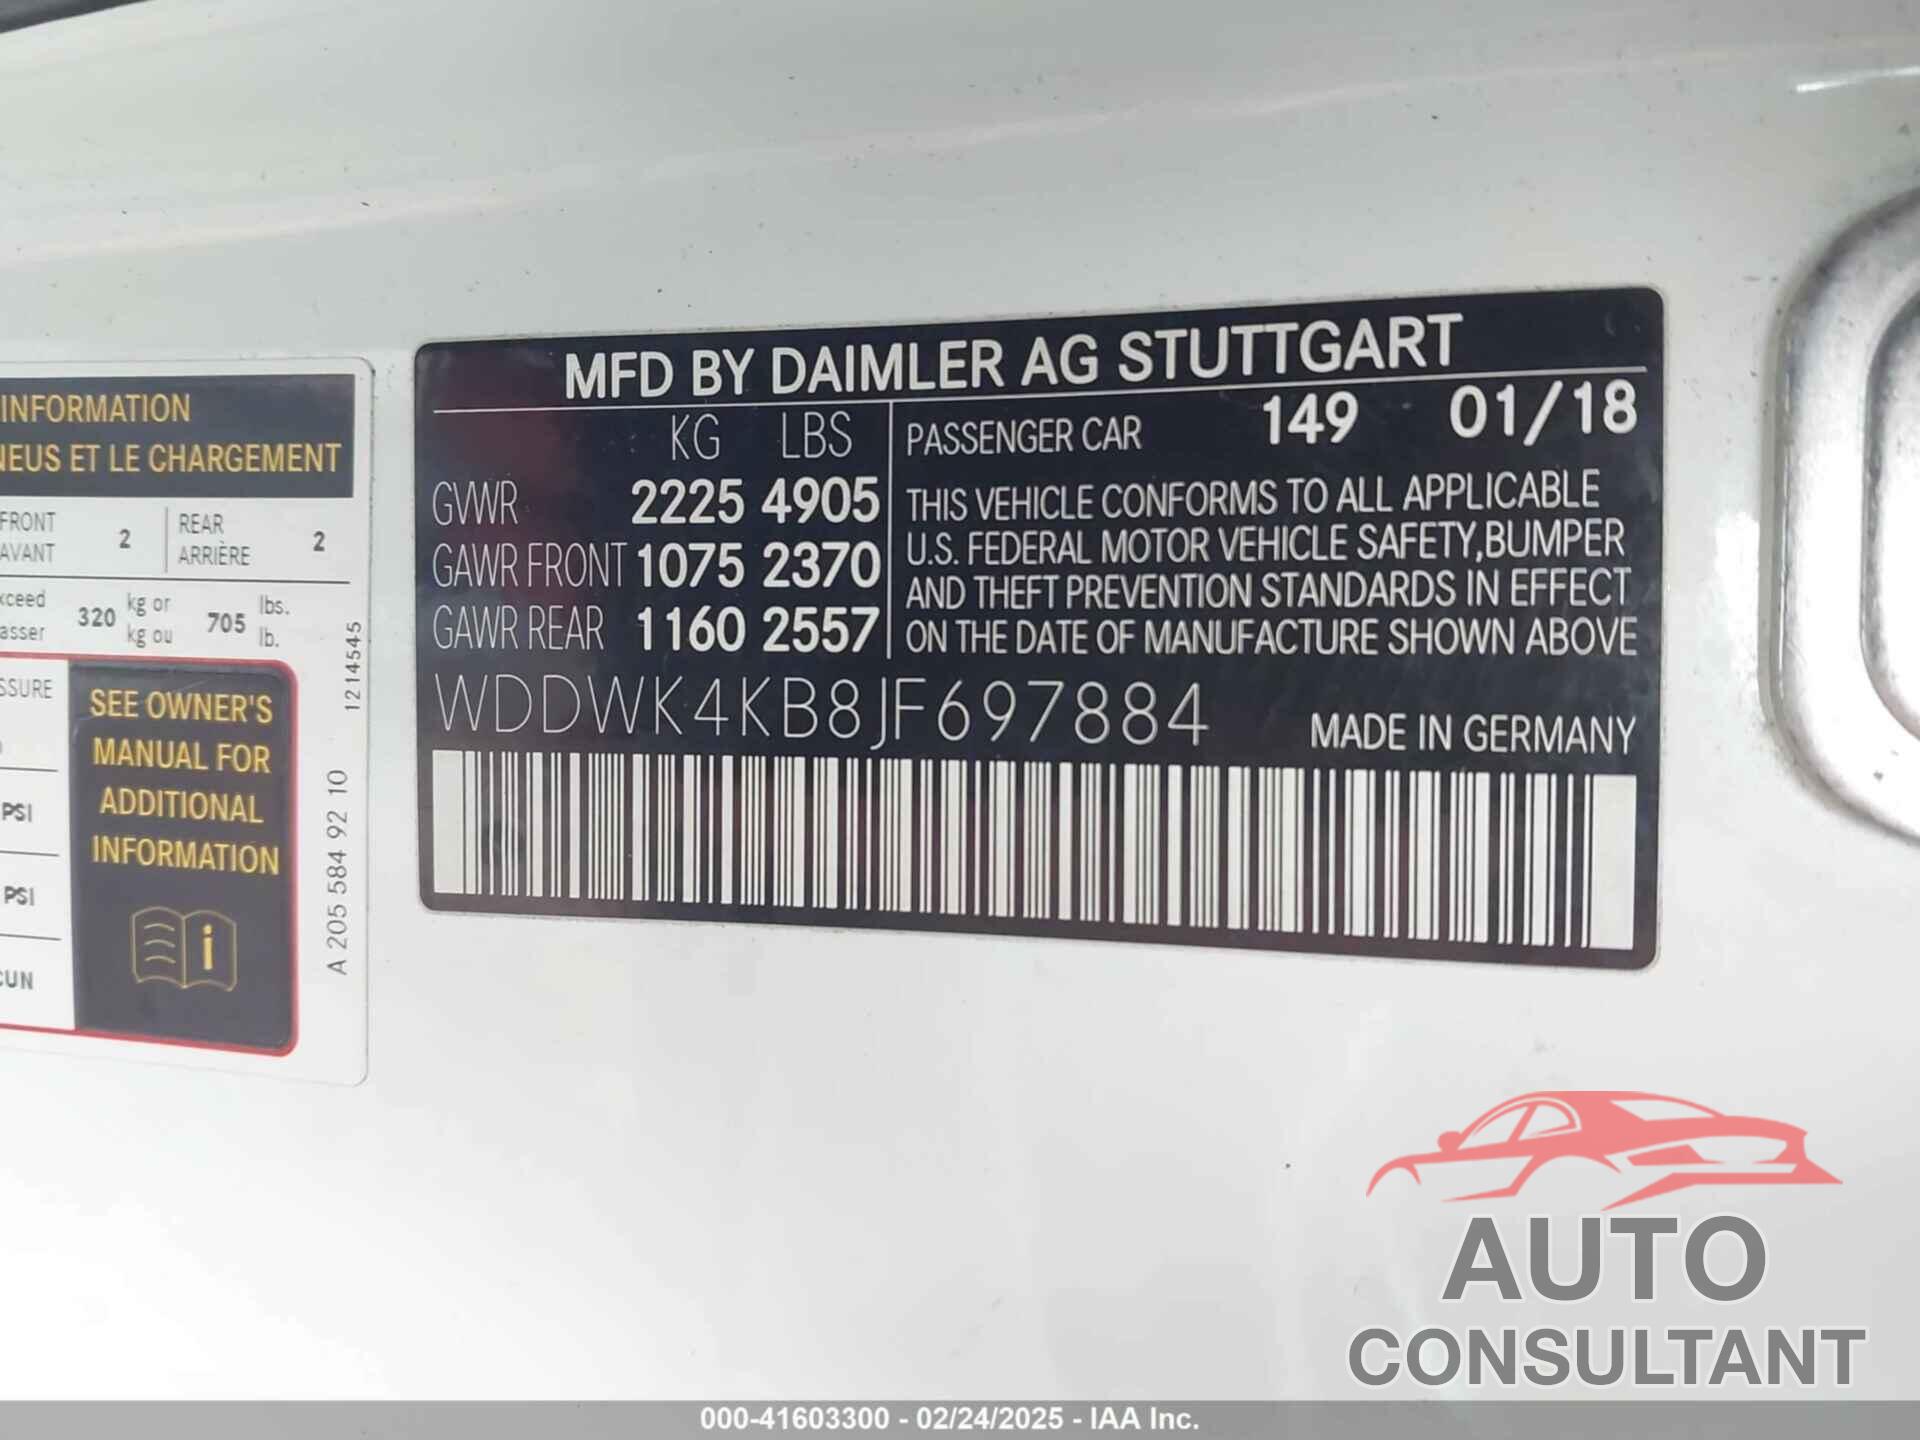 INFORMATION
NEUS ET LE CHARGEMENT
FRONT
AVANT 2
REAR
ARRIÈRE 2
320 kg or
kg ou 705 lbs.
lb.
SSURE
PSI
PSI
CUN
SEE OWNER'S
MANUAL FOR
ADDITIONAL
INFORMATION
i
1214545
A 205 584 92 10
MFD BY DAIMLER AG STUTTGART
KG LBS
GVWR 2225 4905
GAWR FRONT 1075 2370
GAWR REAR 1160 2557
PASSENGER CAR 149 01/18
THIS VEHICLE CONFORMS TO ALL APPLICABLE
U.S. FEDERAL MOTOR VEHICLE SAFETY,BUMPER
AND THEFT PREVENTION STANDARDS IN EFFECT
ON THE DATE OF MANUFACTURE SHOWN ABOVE
WDDWK4KB8JF697884 MADE IN GERMANY
AUTO
CONSULTANT
000-41603300 - 02/24/2025 - IAA Inc.